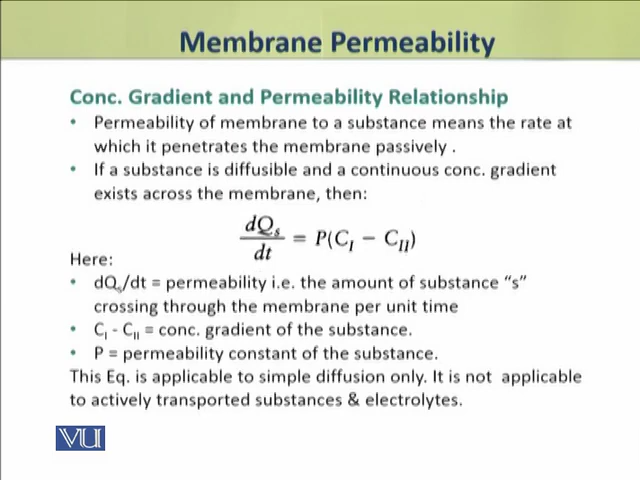 Membrane Permeability
Conc. Gradient and Permeability Relationship
• Permeability of membrane to a substance means the rate at
which it penetrates the membrane passively .
• If a substance is diffusible and a continuous conc. gradient
exists across the membrane, then:
dQₛ/dt = P(C_I − C_II)
Here:
• dQₛ/dt = permeability i.e. the amount of substance “s”
crossing through the membrane per unit time
• C_I - C_II = conc. gradient of the substance.
• P = permeability constant of the substance.
This Eq. is applicable to simple diffusion only. It is not applicable
to actively transported substances & electrolytes.
VU